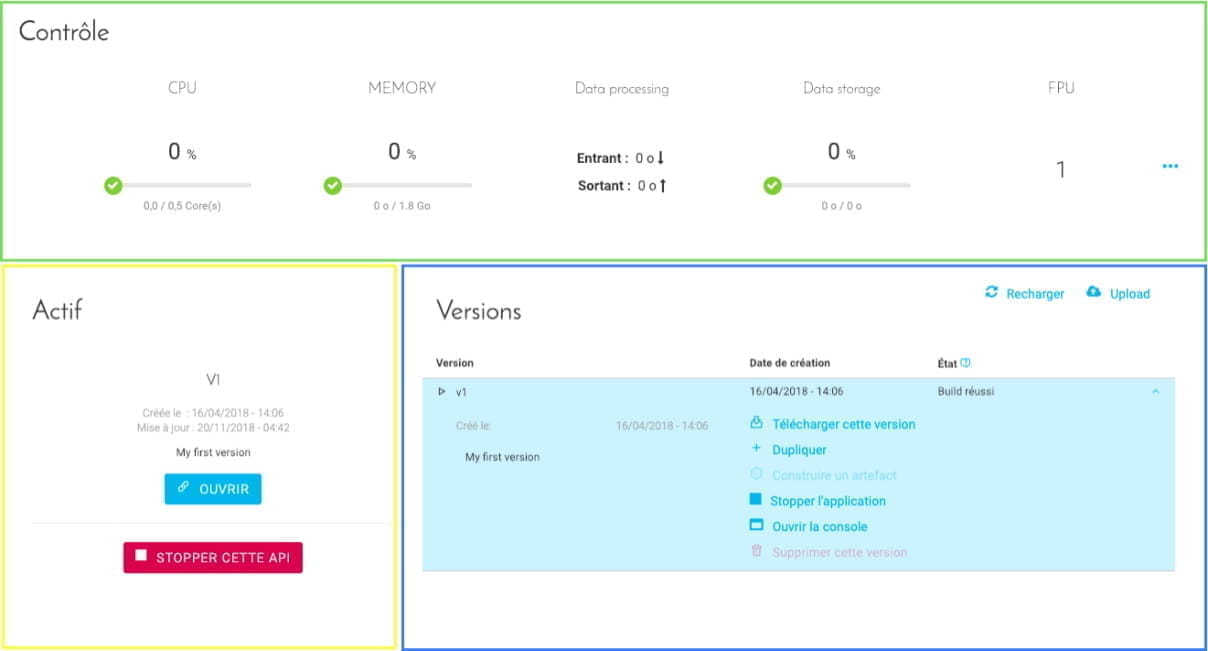 Contrôle
CPU MEMORY Data processing Data storage FPU
0 % 0 % Entrant : 0 o 0 % 1 ...
Sortant : 0 o
0,0 / 0,5 Core(s) 0 o / 1.8 Go 0 o / 0 o
Actif
V1
Créée le : 16/04/2018 - 14:06
Mise à jour : 20/11/2018 - 04:42
My first version
OUVRIR
STOPPER CETTE API
Recharger Upload
Versions
Version Date de création État
v1 16/04/2018 - 14:06 Build réussi
Créé le: 16/04/2018 - 14:06
My first version
Télécharger cette version
Dupliquer
Construire un artefact
Stopper l'application
Ouvrir la console
Supprimer cette version